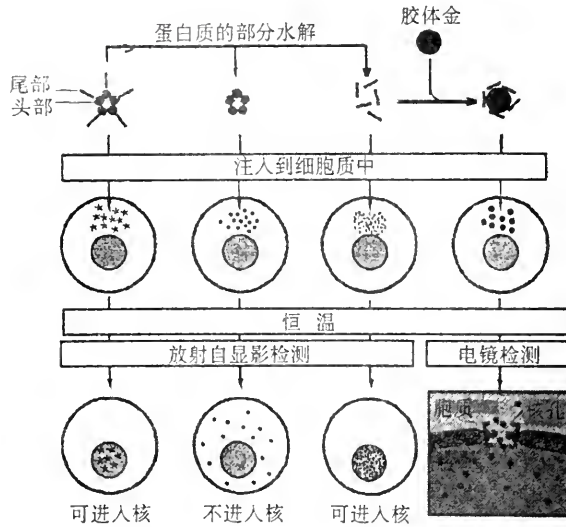 胶体金
蛋白质的部分水解
尾部
头部
注入到细胞质中
恒温
放射自显影检测
电镜检测
胞质
核孔
可进入核
不进入核
可进入核